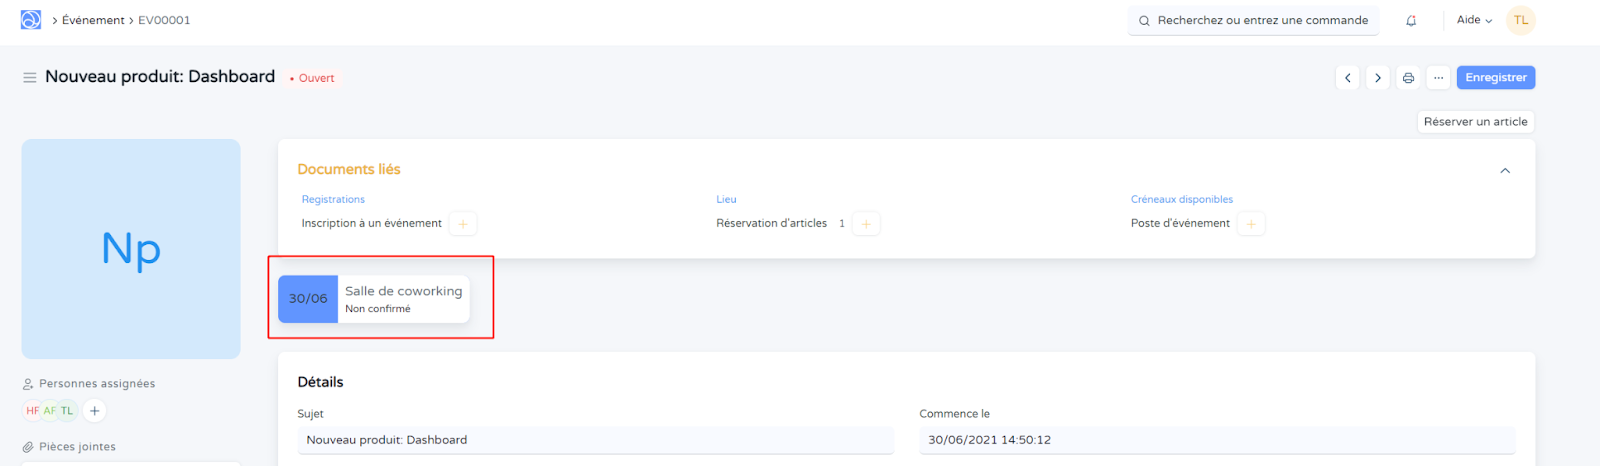 Événement > EV00001
Recherchez ou entrez une commande
Aide
TL
Nouveau produit: Dashboard
Ouvert
Enregistrer
Réserver un article
Np
Documents liés
Registrations
Lieu
Créneaux disponibles
Inscription à un événement +
Réservation d'articles 1 +
Poste d'événement +
30/06
Salle de coworking
Non confirmé
Détails
Personnes assignées
HF AF TL +
Pièces jointes
Sujet
Commence le
Nouveau produit: Dashboard
30/06/2021 14:50:12